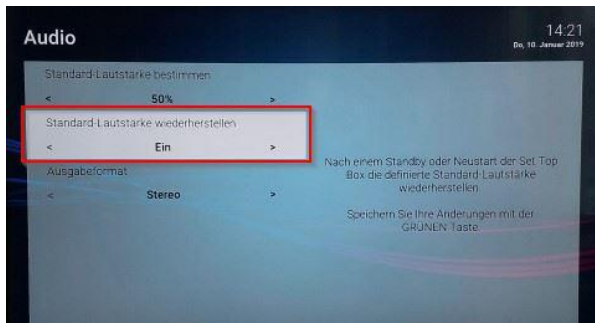 Audio
14:21
Do, 10. Januar 2019
Standard-Lautstärke bestimmen
< 50% >
Standard-Lautstärke wiederherstellen
< Ein >
Ausgabeformat
< Stereo >
Nach einem Standby oder Neustart der Set Top
Box die definierte Standard-Lautstärke
wiederherstellen.
Speichern Sie Ihre Änderungen mit der
GRÜNEN Taste.